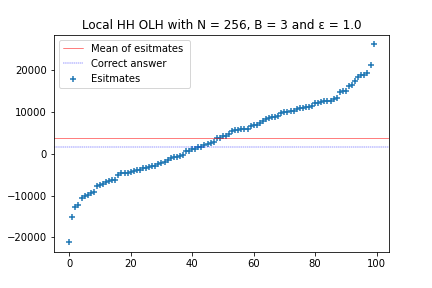 Local HH OLH with N = 256, B = 3 and ε = 1.0
Mean of esitmates
Correct answer
Esitmates
20000
10000
0
−10000
−20000
0 20 40 60 80 100